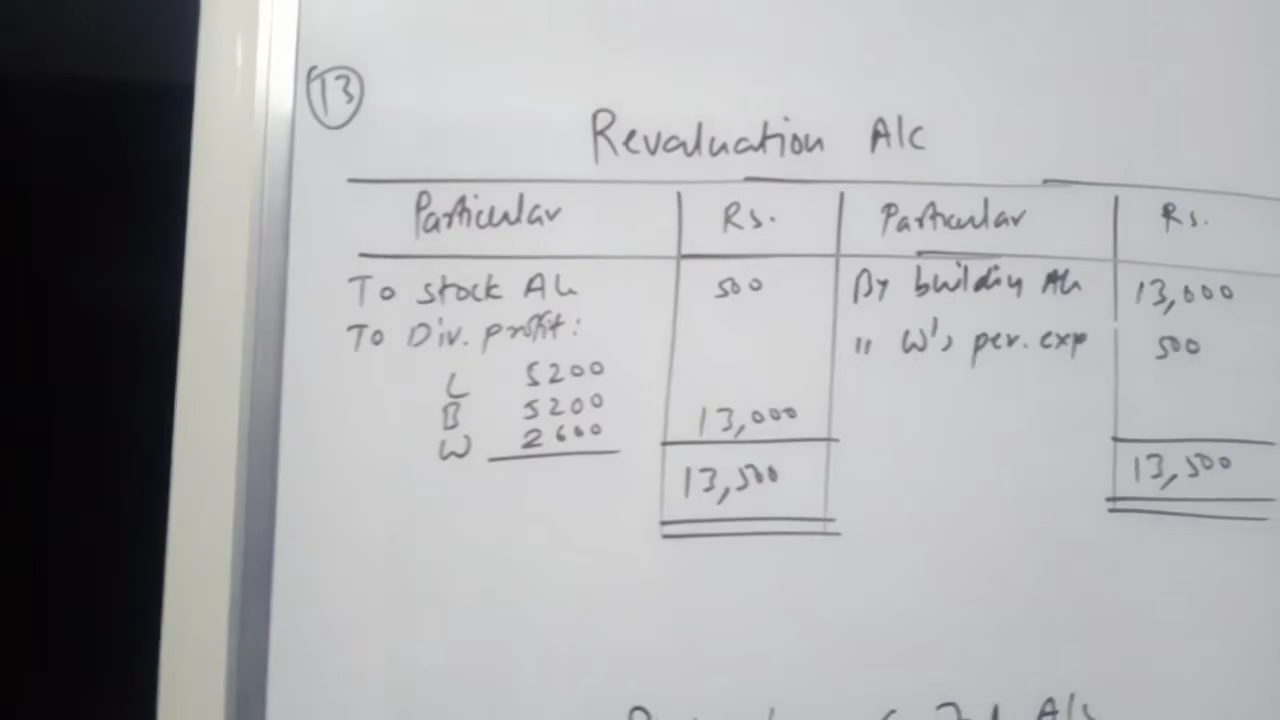 13
Revaluation A/c
Particular Rs. Particular Rs.
To stock A/c 500 By building A/c 13,000
To Div. profit: " W's per. exp 500
L 5200
B 5200
W 2600 13,000
13,500 13,500